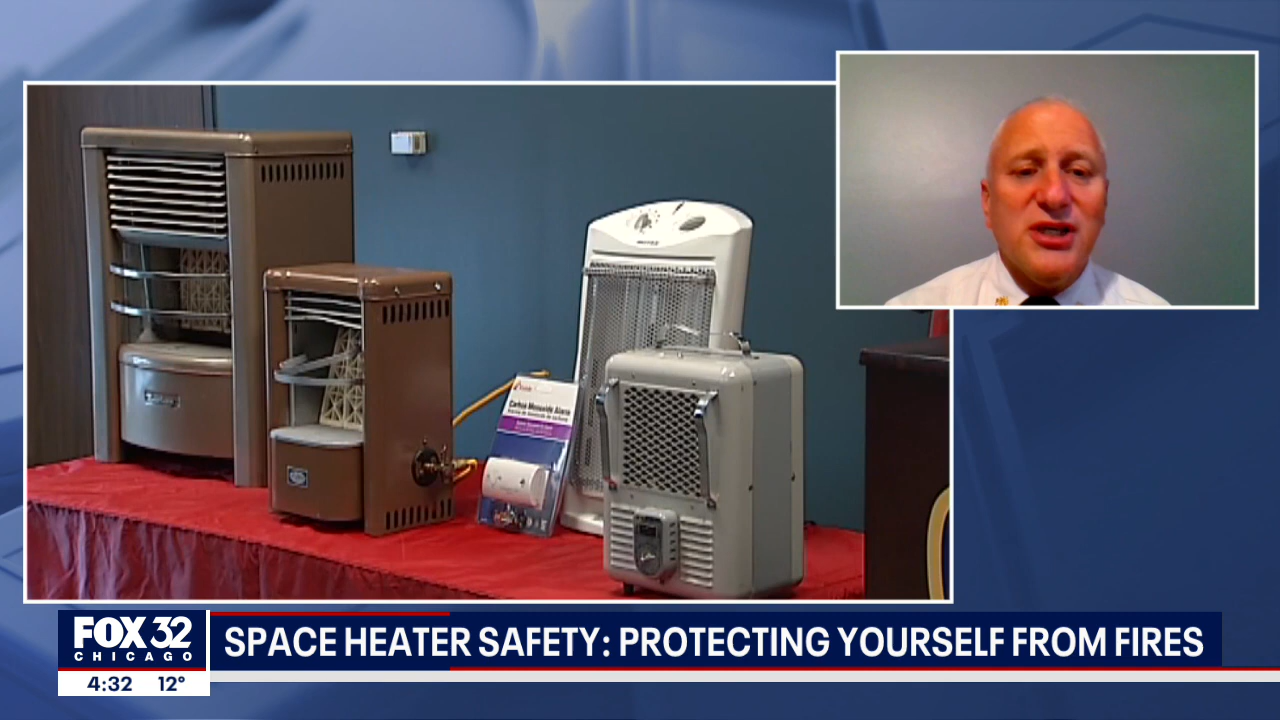 Carbon Monoxide Alarm
FOX 32
CHICAGO
4:32 12°
SPACE HEATER SAFETY: PROTECTING YOURSELF FROM FIRES